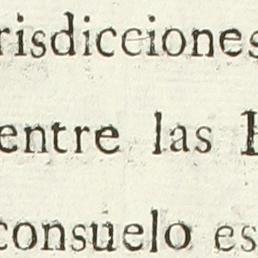 risdicciones
entre las
consuelo es